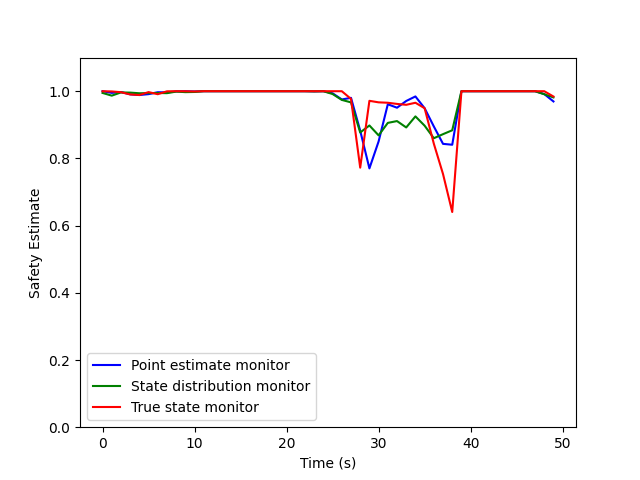 1.0
0.8
0.6
0.4
0.2
0.0
Safety Estimate
Point estimate monitor
State distribution monitor
True state monitor
0 10 20 30 40 50
Time (s)